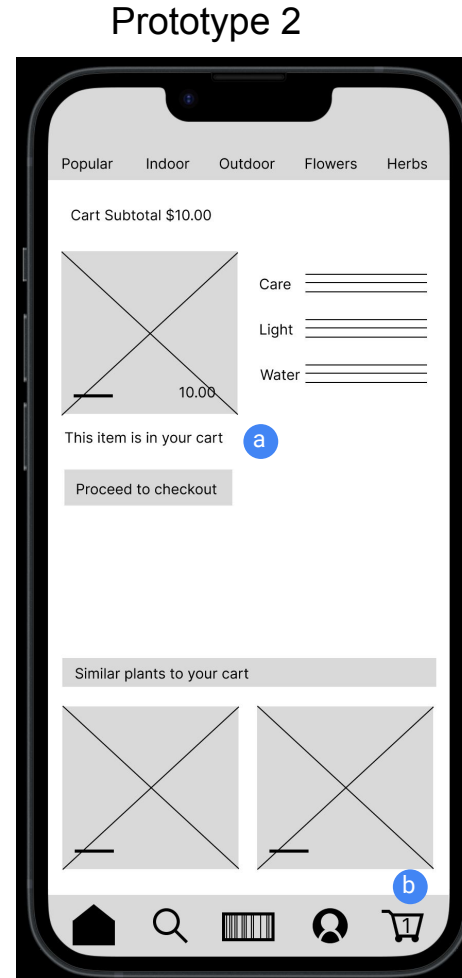 Prototype 2
Popular Indoor Outdoor Flowers Herbs
Cart Subtotal $10.00
Care
Light
Water
10.00
This item is in your cart a
Proceed to checkout
Similar plants to your cart
b
1